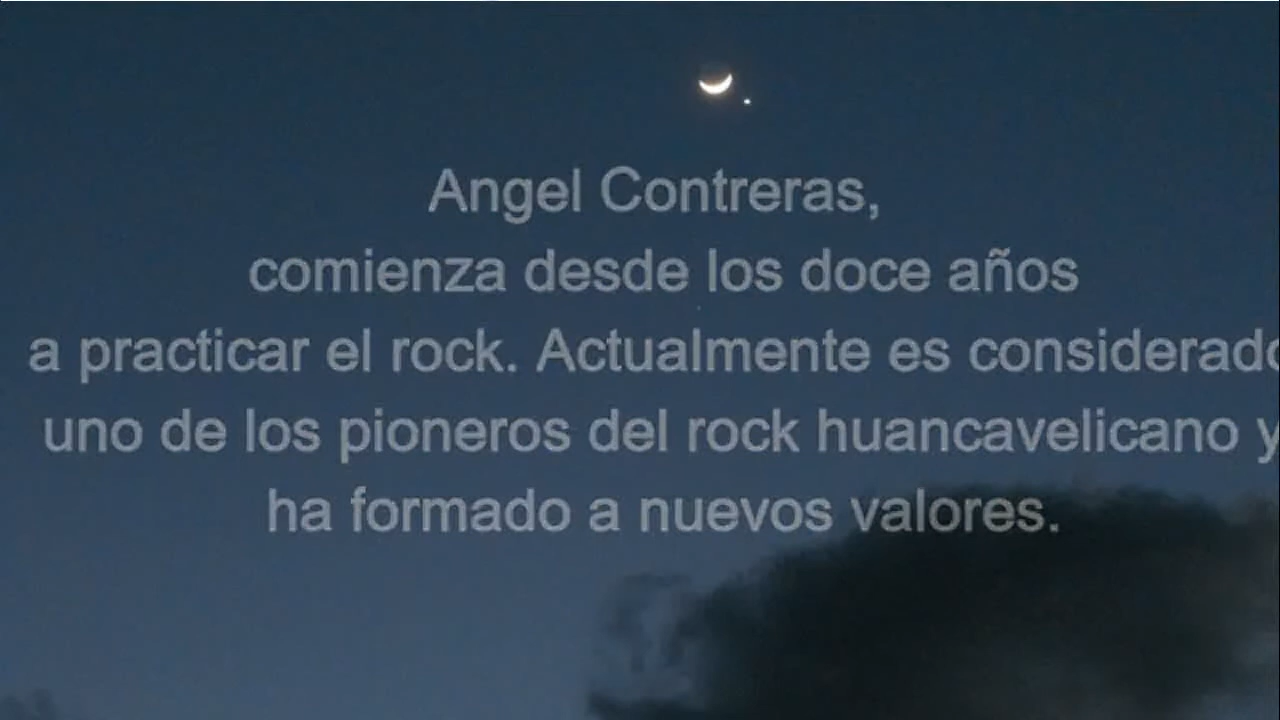 Angel Contreras,
comienza desde los doce años
a practicar el rock. Actualmente es considerado
uno de los pioneros del rock huancavelicano y
ha formado a nuevos valores.